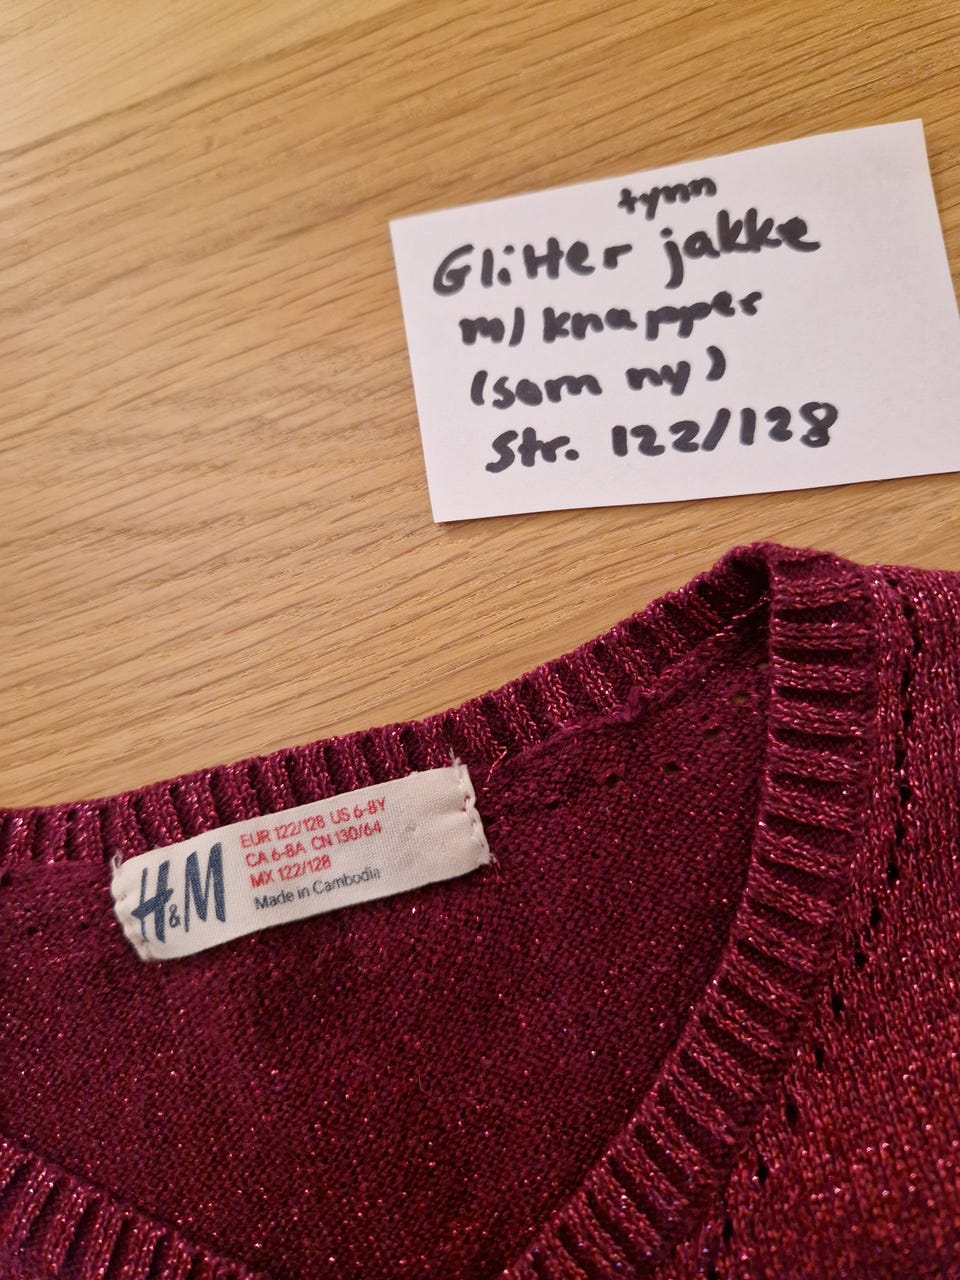 tynn
Glitter jakke
m/ knapper
(som ny)
Str. 122/128
H&M
EUR 122/128 US 6-8Y
CA 6-8A CN 130/64
MX 122/128
Made in Cambodia